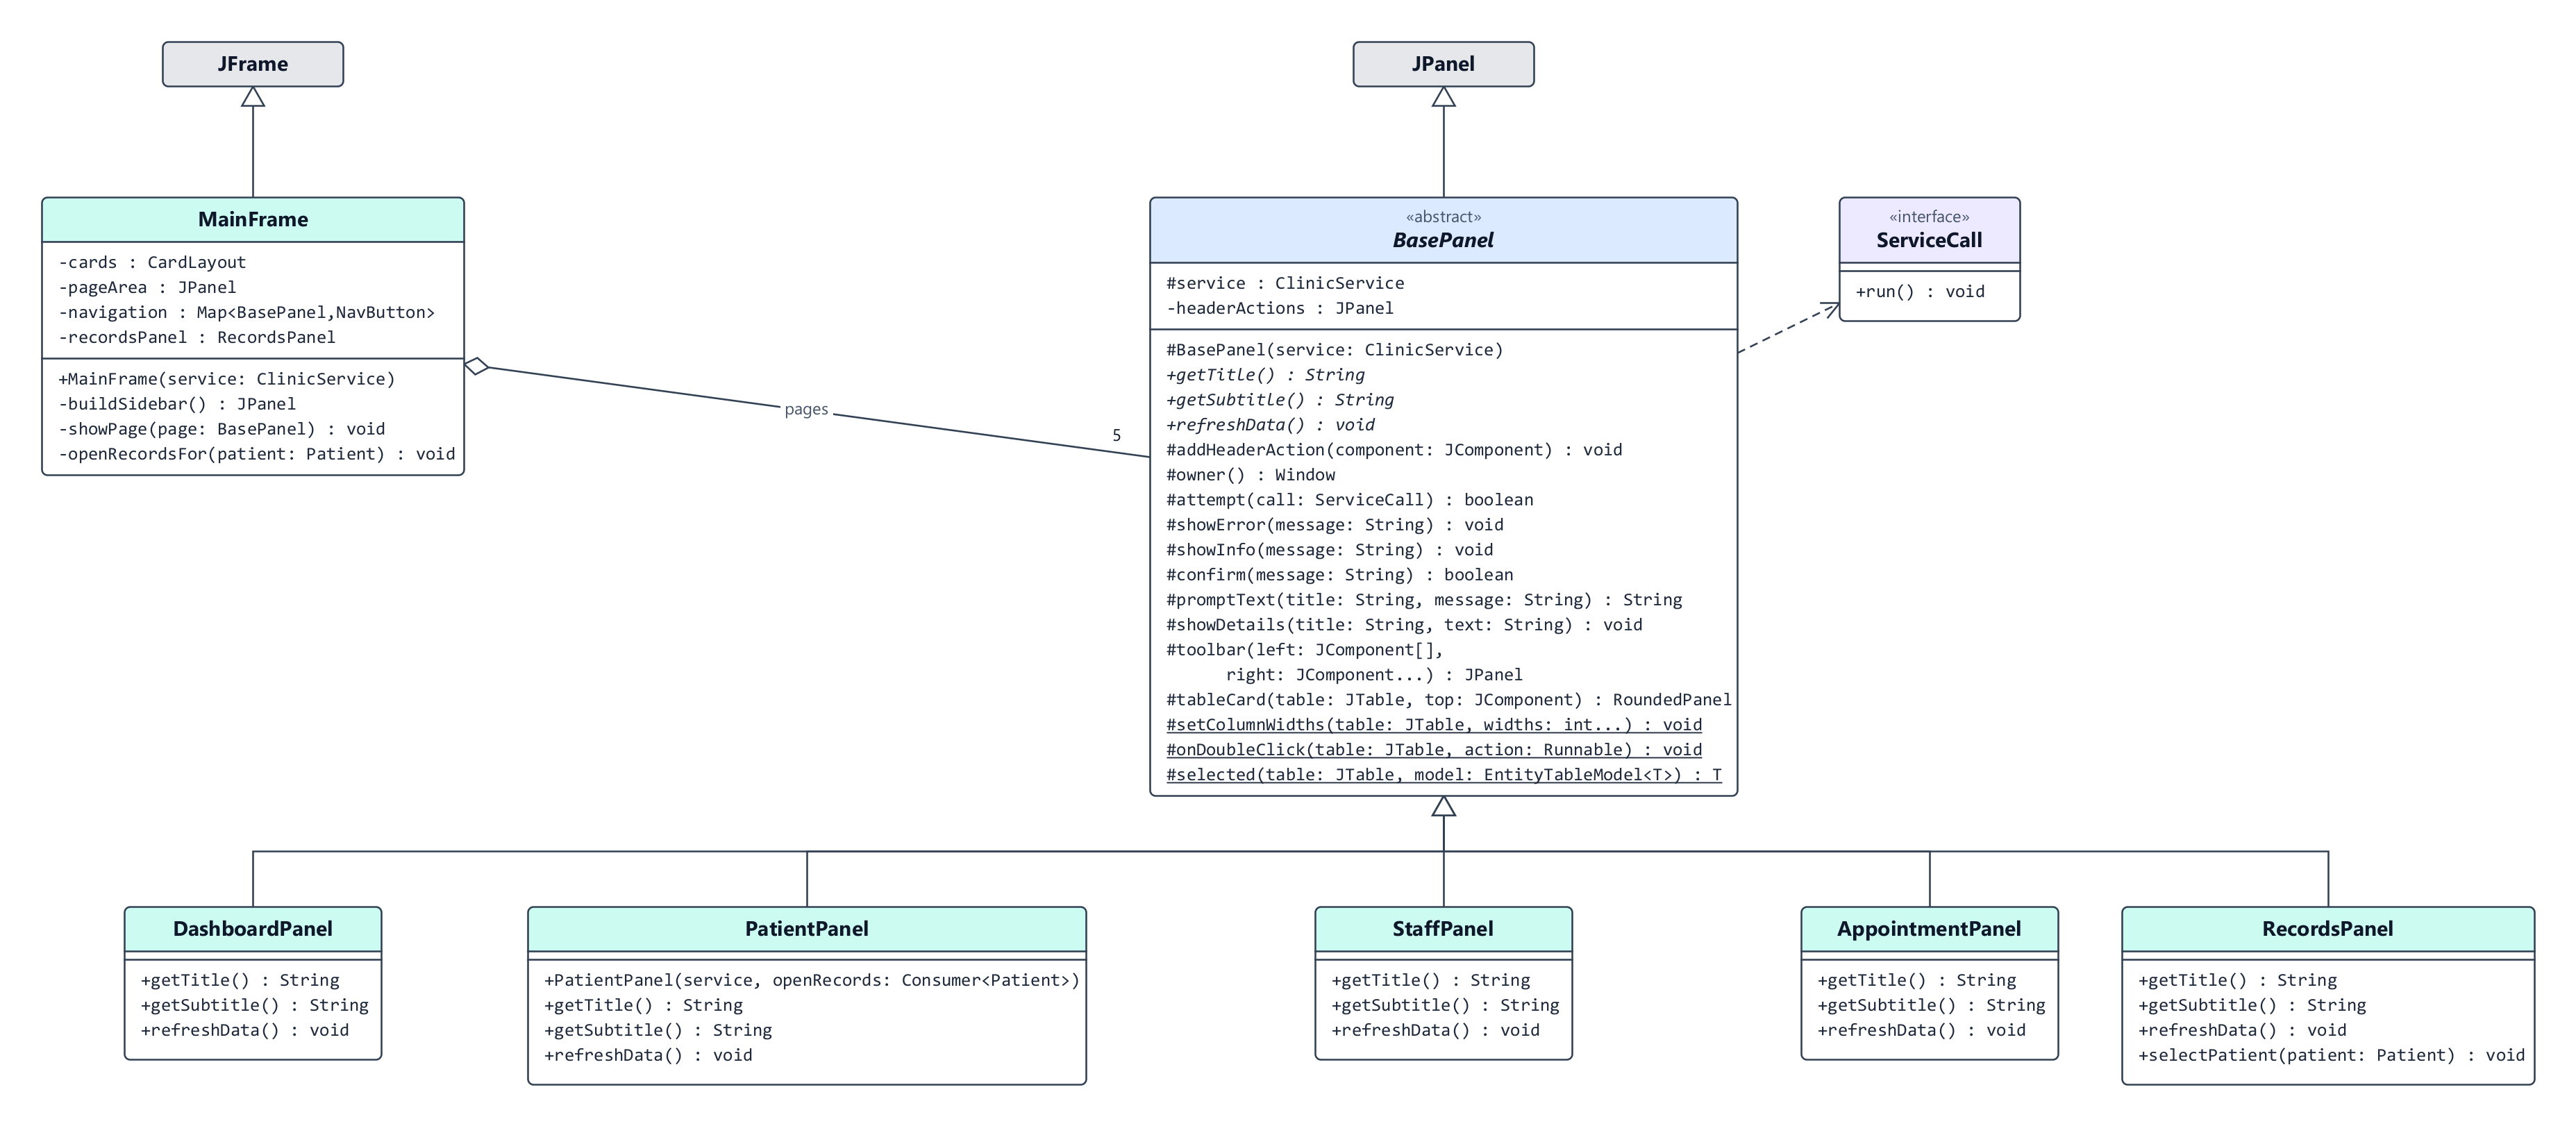 JFrame
JPanel
MainFrame
-cards : CardLayout
-pageArea : JPanel
-navigation : Map<BasePanel,NavButton>
-recordsPanel : RecordsPanel
+MainFrame(service: ClinicService)
-buildSidebar() : JPanel
-showPage(page: BasePanel) : void
-openRecordsFor(patient: Patient) : void
pages
5
«abstract»
BasePanel
#service : ClinicService
-headerActions : JPanel
#BasePanel(service: ClinicService)
+getTitle() : String
+getSubtitle() : String
+refreshData() : void
#addHeaderAction(component: JComponent) : void
#owner() : Window
#attempt(call: ServiceCall) : boolean
#showError(message: String) : void
#showInfo(message: String) : void
#confirm(message: String) : boolean
#promptText(title: String, message: String) : String
#showDetails(title: String, text: String) : void
#toolbar(left: JComponent[],
right: JComponent...) : JPanel
#tableCard(table: JTable, top: JComponent) : RoundedPanel
#setColumnWidths(table: JTable, widths: int...) : void
#onDoubleClick(table: JTable, action: Runnable) : void
#selected(table: JTable, model: EntityTableModel<T>) : T
«interface»
ServiceCall
+run() : void
DashboardPanel
+getTitle() : String
+getSubtitle() : String
+refreshData() : void
PatientPanel
+PatientPanel(service, openRecords: Consumer<Patient>)
+getTitle() : String
+getSubtitle() : String
+refreshData() : void
StaffPanel
+getTitle() : String
+getSubtitle() : String
+refreshData() : void
AppointmentPanel
+getTitle() : String
+getSubtitle() : String
+refreshData() : void
RecordsPanel
+getTitle() : String
+getSubtitle() : String
+refreshData() : void
+selectPatient(patient: Patient) : void